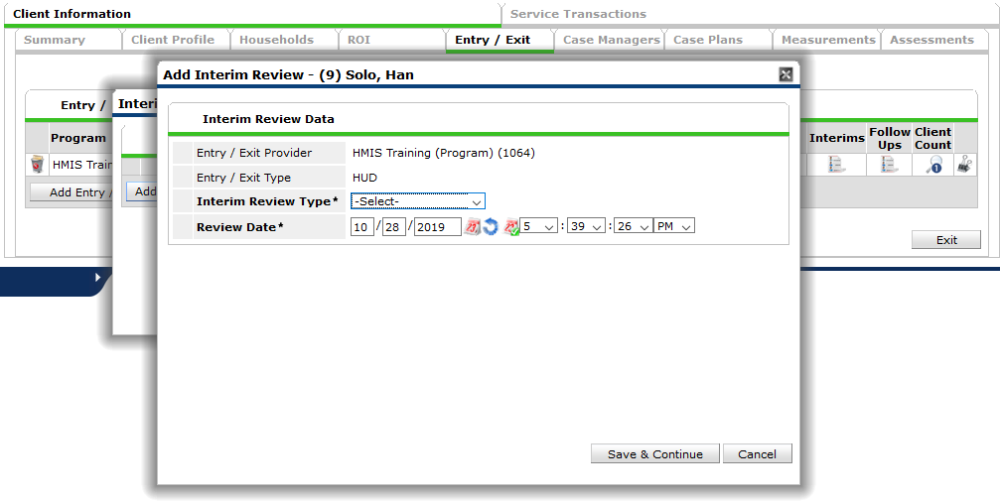 Client Information
Service Transactions
Summary
Client Profile
Households
ROI
Entry / Exit
Case Managers
Case Plans
Measurements
Assessments
Add Interim Review - (9) Solo, Han
Entry /
Interi
Interim Review Data
Program
Interims
Follow Ups
Client Count
Entry / Exit Provider HMIS Training (Program) (1064)
HMIS Train
1
Entry / Exit Type HUD
Add Entry /
Add
Interim Review Type* -Select-
Review Date* 10 / 28 / 2019 5 : 39 : 26 PM
Exit
Save & Continue
Cancel